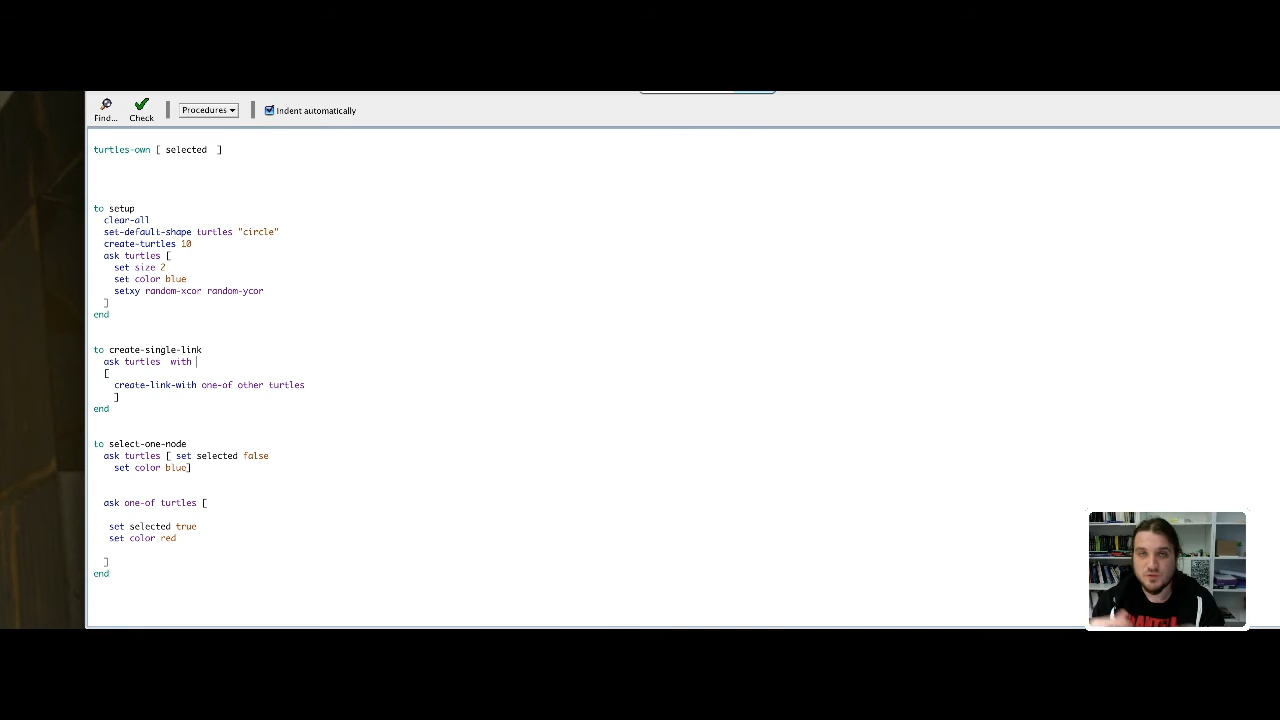 Find...
Check
Procedures
Indent automatically
turtles-own [ selected  ]
to setup
clear-all
set-default-shape turtles "circle"
create-turtles 10
ask turtles [
set size 2
set color blue
setxy random-xcor random-ycor
]
end
to create-single-link
ask turtles  with
[
create-link-with one-of other turtles
]
end
to select-one-node
ask turtles [ set selected false
set color blue]
ask one-of turtles [
set selected true
set color red
]
end